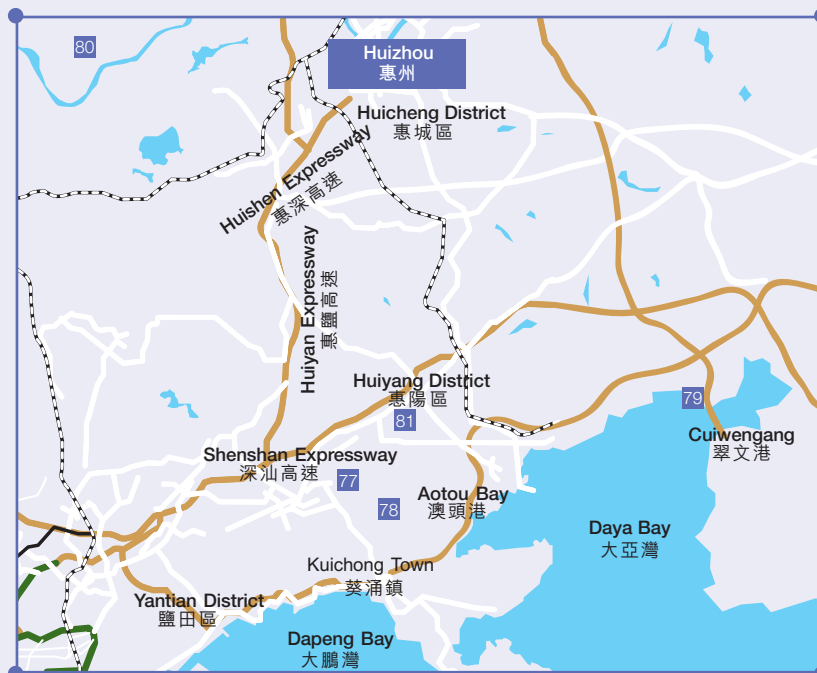 80
Huizhou
惠州
Huicheng District
惠城區
Huishen Expressway
惠深高速
Huiyan Expressway
惠鹽高速
Huiyang District
惠陽區
81
79
Cuiwengang
翠文港
Shenshan Expressway
深汕高速
77
78
Aotou Bay
澳頭港
Daya Bay
大亞灣
Kuichong Town
葵涌鎮
Yantian District
鹽田區
Dapeng Bay
大鵬灣